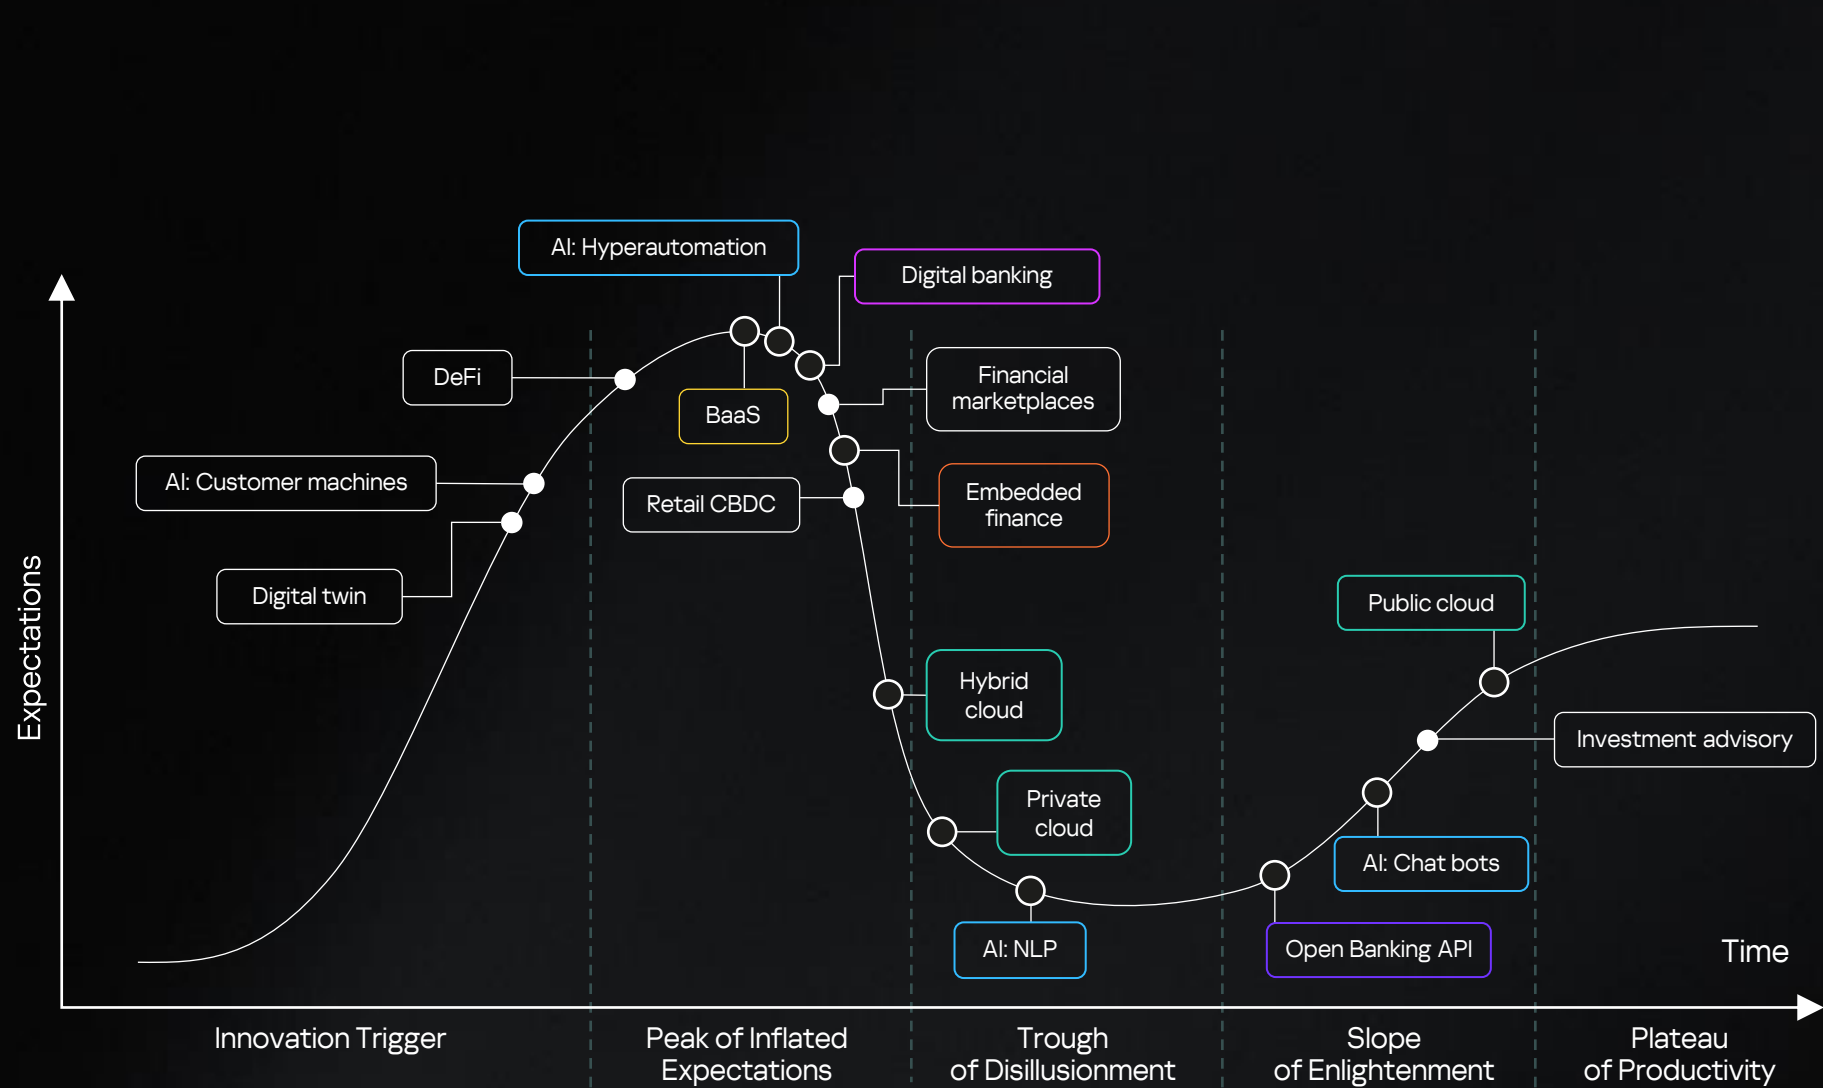 AI: Hyperautomation
Digital banking
DeFi
Financial
marketplaces
BaaS
AI: Customer machines
Retail CBDC
Embedded
finance
Digital twin
Public cloud
Expectations
Hybrid
cloud
Investment advisory
Private
cloud
AI: Chat bots
AI: NLP
Open Banking API
Time
Innovation Trigger
Peak of Inflated
Expectations
Trough
of Disillusionment
Slope
of Enlightenment
Plateau
of Productivity